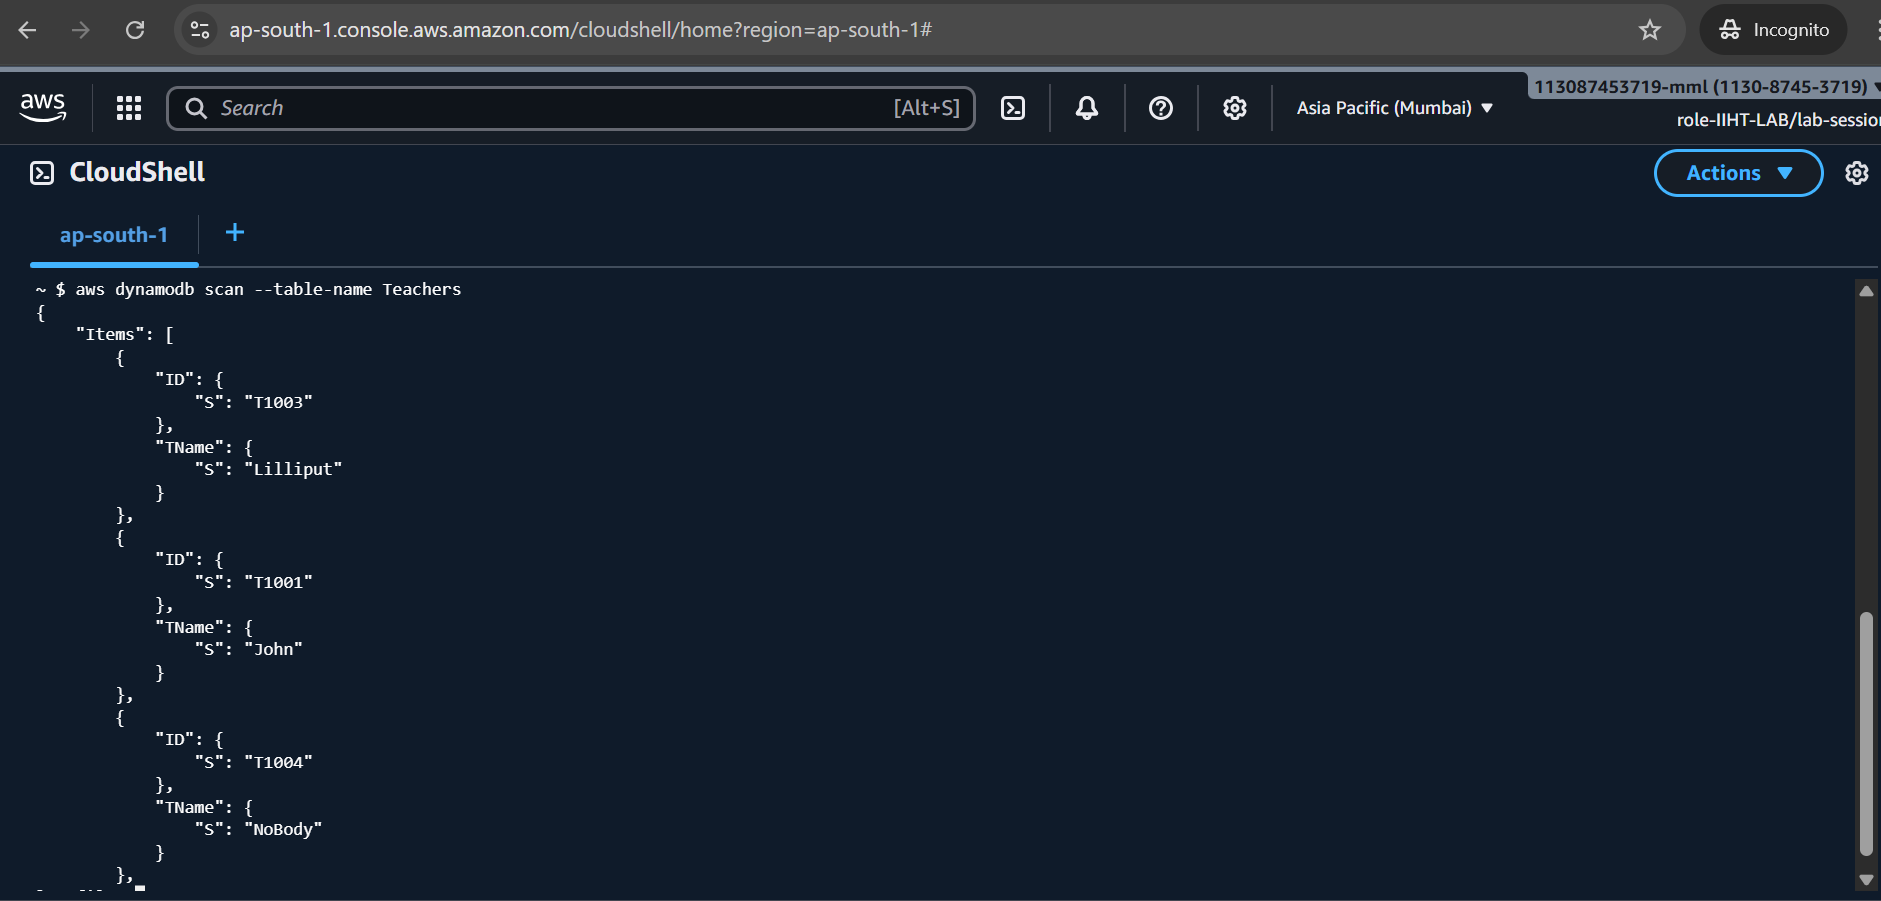 ap-south-1.console.aws.amazon.com/cloudshell/home?region=ap-south-1#
Incognito
aws
Search
[Alt+S]
Asia Pacific (Mumbai)
113087453719-mml (1130-8745-3719)
role-IIHT-LAB/lab-session
CloudShell
Actions
ap-south-1
+
~ $ aws dynamodb scan --table-name Teachers
{
    "Items": [
        {
            "ID": {
                "S": "T1003"
            },
            "TName": {
                "S": "Lilliput"
            }
        },
        {
            "ID": {
                "S": "T1001"
            },
            "TName": {
                "S": "John"
            }
        },
        {
            "ID": {
                "S": "T1004"
            },
            "TName": {
                "S": "NoBody"
            }
        },